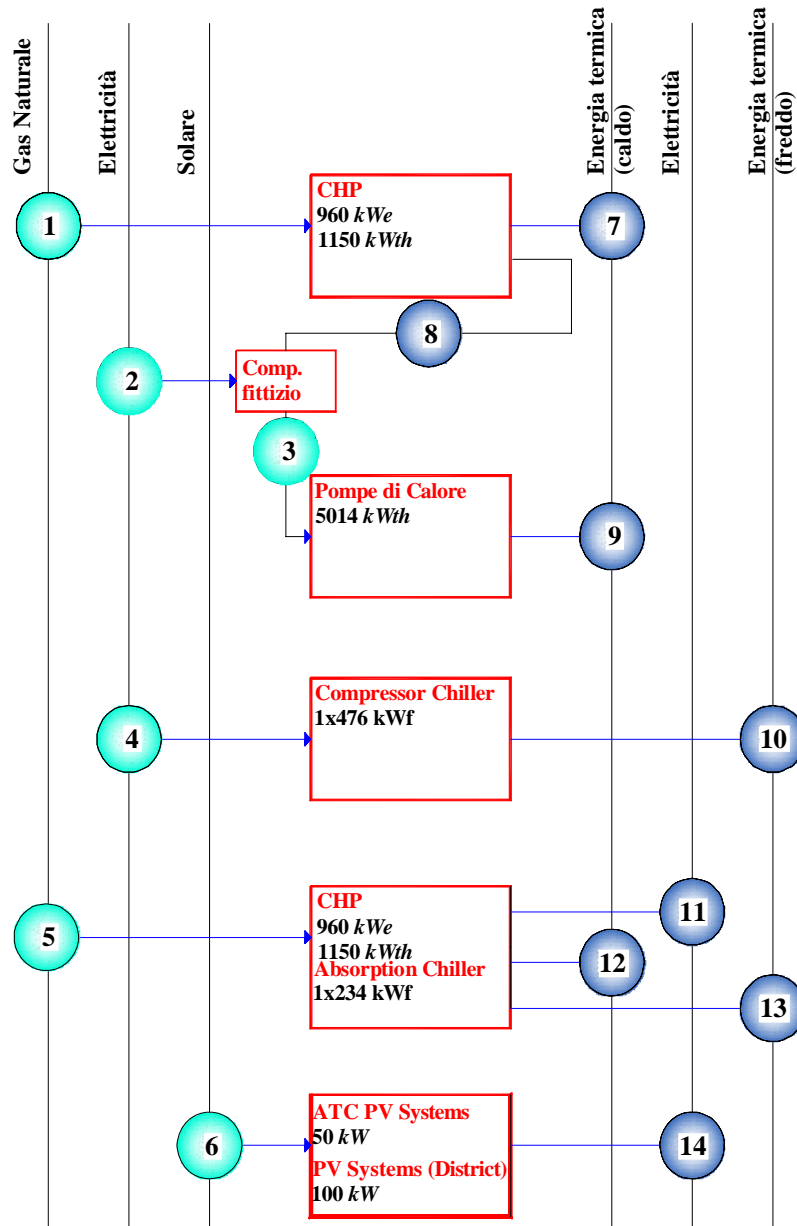 Gas Naturale
Elettricità
Solare
Energia termica
(caldo)
Elettricità
Energia termica
(freddo)
CHP
960 kWe
1150 kWth
1
7
8
2
Comp.
fittizio
3
Pompe di Calore
5014 kWth
9
Compressor Chiller
1x476 kWf
4
10
CHP
960 kWe
1150 kWth
Absorption Chiller
1x234 kWf
5
11
12
13
ATC PV Systems
50 kW
PV Systems (District)
100 kW
6
14